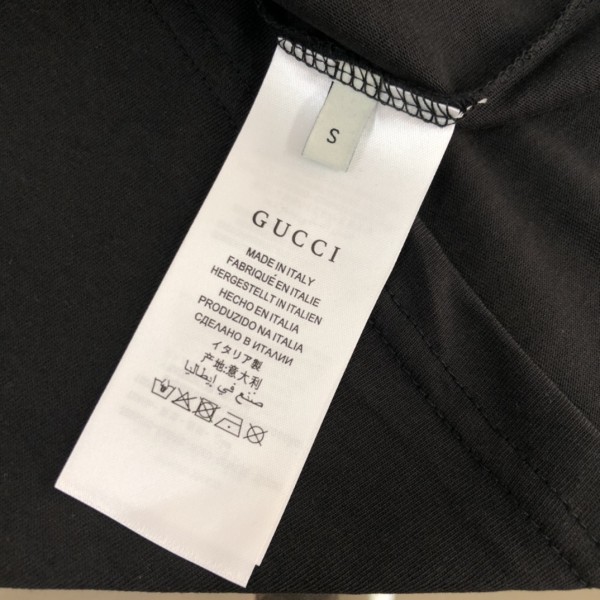 S
GUCCI
MADE IN ITALY
FABRIQUÉ EN ITALIE
HERGESTELLT IN ITALIEN
HECHO EN ITALIA
PRODUZIDO NA ITALIA
СДЕЛАНО В ИТАЛИИ
イタリア製
产地:意大利
صنع في إيطاليا